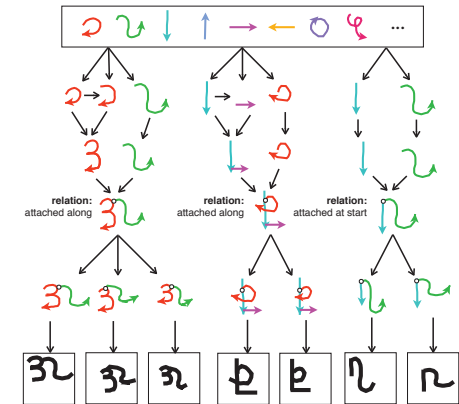 ...
relation: relation: relation:
attached along attached along attached at start